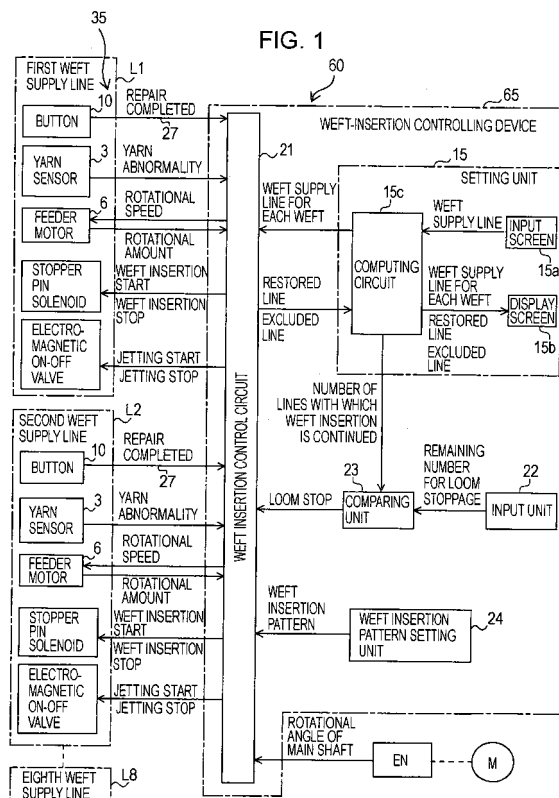 FIG. 1
35
FIRST WEFT
SUPPLY LINE
L1
10
BUTTON
REPAIR
COMPLETED
27
3
YARN
SENSOR
YARN
ABNORMALITY
6
FEEDER
MOTOR
ROTATIONAL
SPEED
ROTATIONAL
AMOUNT
STOPPER
PIN
SOLENOID
WEFT INSERTION
START
WEFT INSERTION
STOP
ELECTRO-
MAGNETIC
ON-OFF
VALVE
JETTING START
JETTING STOP
SECOND WEFT
SUPPLY LINE
L2
10
BUTTON
REPAIR
COMPLETED
27
3
YARN
SENSOR
YARN
ABNORMALITY
6
FEEDER
MOTOR
ROTATIONAL
SPEED
ROTATIONAL
AMOUNT
STOPPER
PIN SOLENOID
WEFT INSERTION
START
WEFT INSERTION
STOP
ELECTRO-
MAGNETIC
ON-OFF
VALVE
JETTING START
JETTING STOP
EIGHTH WEFT
SUPPLY LINE
L8
60
65
WEFT-INSERTION CONTROLLING DEVICE
21
WEFT INSERTION CONTROL CIRCUIT
15
SETTING UNIT
WEFT SUPPLY
LINE FOR
EACH WEFT
15c
COMPUTING
CIRCUIT
WEFT
SUPPLY LINE
INPUT
SCREEN
15a
RESTORED
LINE
EXCLUDED
LINE
WEFT SUPPLY
LINE FOR
EACH WEFT
RESTORED
LINE
EXCLUDED
LINE
DISPLAY
SCREEN
15b
NUMBER OF
LINES WITH WHICH
WEFT INSERTION
IS CONTINUED
23
COMPARING
UNIT
LOOM STOP
REMAINING
NUMBER
FOR LOOM
STOPPAGE
22
INPUT UNIT
WEFT
INSERTION
PATTERN
WEFT INSERTION
PATTERN SETTING
UNIT
24
ROTATIONAL
ANGLE OF
MAIN SHAFT
EN
M